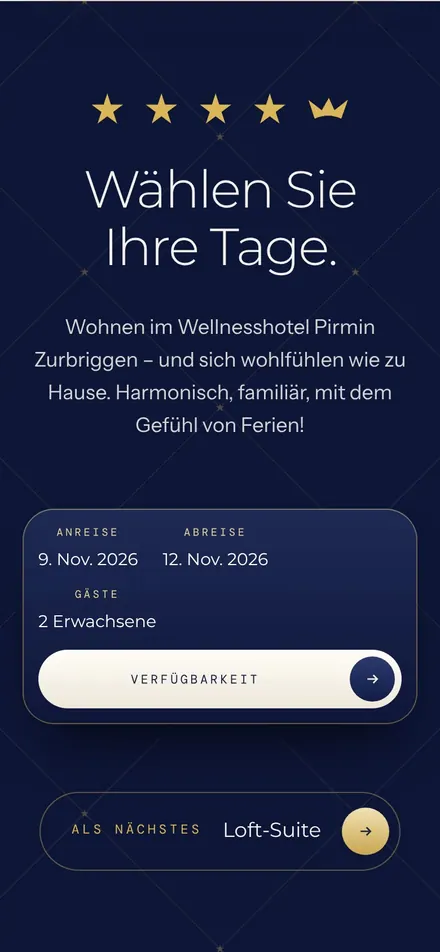 Wählen Sie
Ihre Tage.
Wohnen im Wellnesshotel Pirmin
Zurbriggen – und sich wohlfühlen wie zu
Hause. Harmonisch, familiär, mit dem
Gefühl von Ferien!
ANREISE ABREISE
9. Nov. 2026 12. Nov. 2026
GÄSTE
2 Erwachsene
VERFÜGBARKEIT
ALS NÄCHSTES Loft-Suite